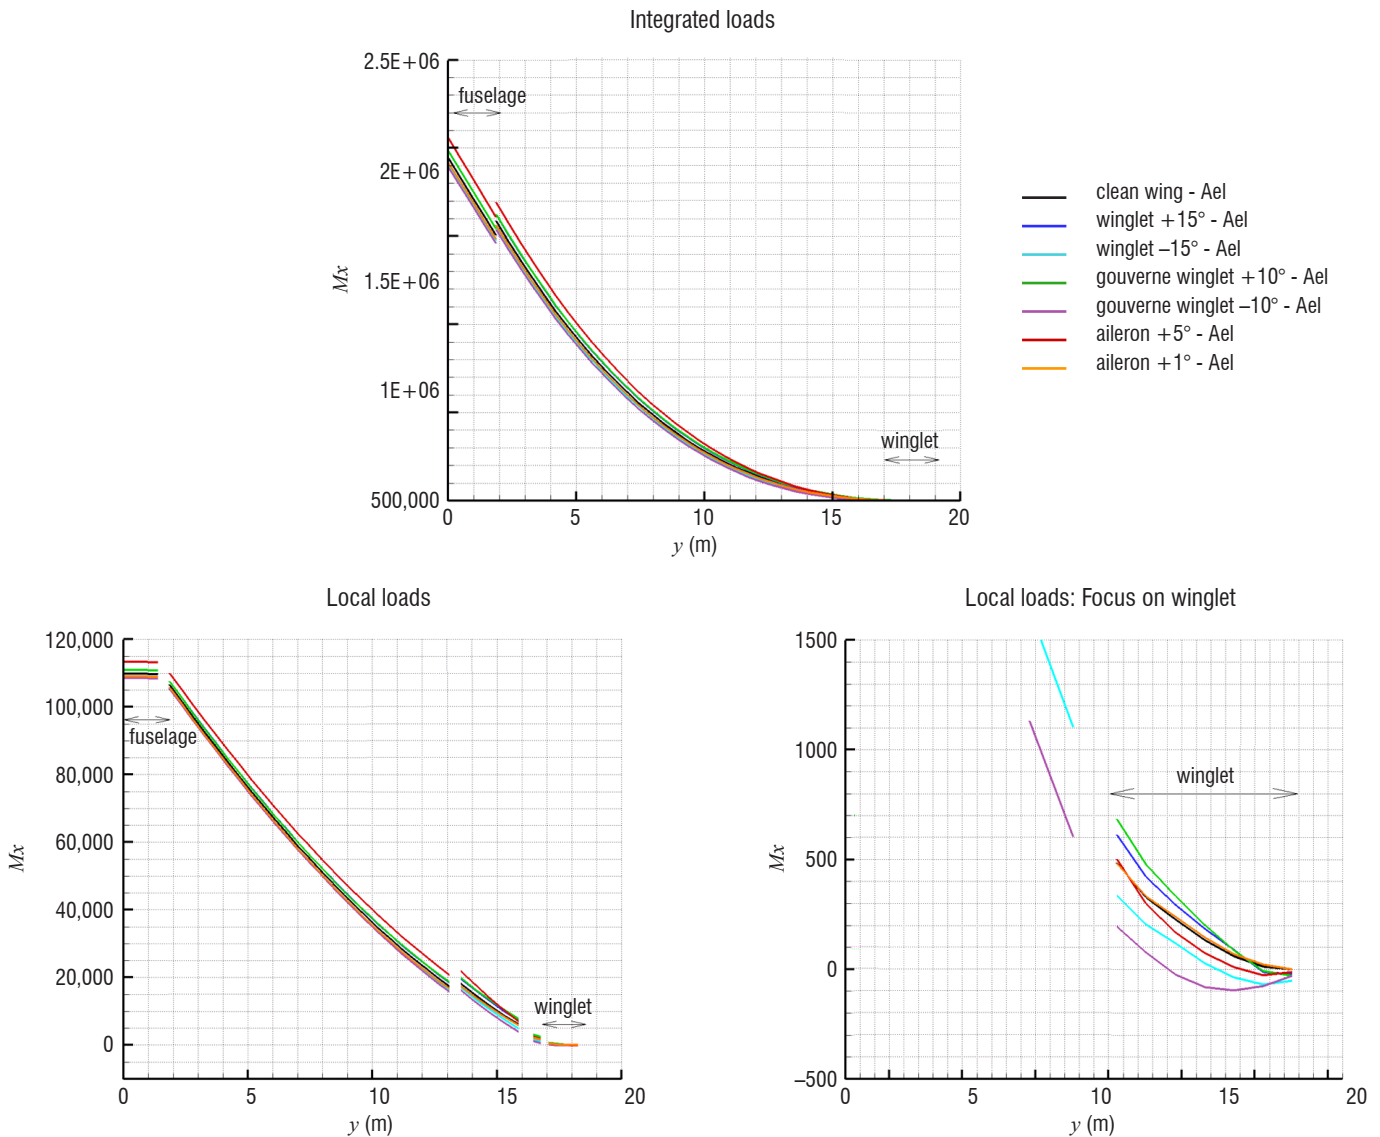 Integrated loads
2.5E+06
2E+06
1.5E+06
1E+06
500,000
Mx
fuselage
winglet
0 5 10 15 20
y (m)
clean wing - Ael
winglet +15° - Ael
winglet –15° - Ael
gouverne winglet +10° - Ael
gouverne winglet –10° - Ael
aileron +5° - Ael
aileron +1° - Ael
Local loads
120,000
100,000
80,000
60,000
40,000
20,000
0
Mx
fuselage
winglet
0 5 10 15 20
y (m)
Local loads: Focus on winglet
1500
1000
500
0
–500
Mx
winglet
0 5 10 15 20
y (m)